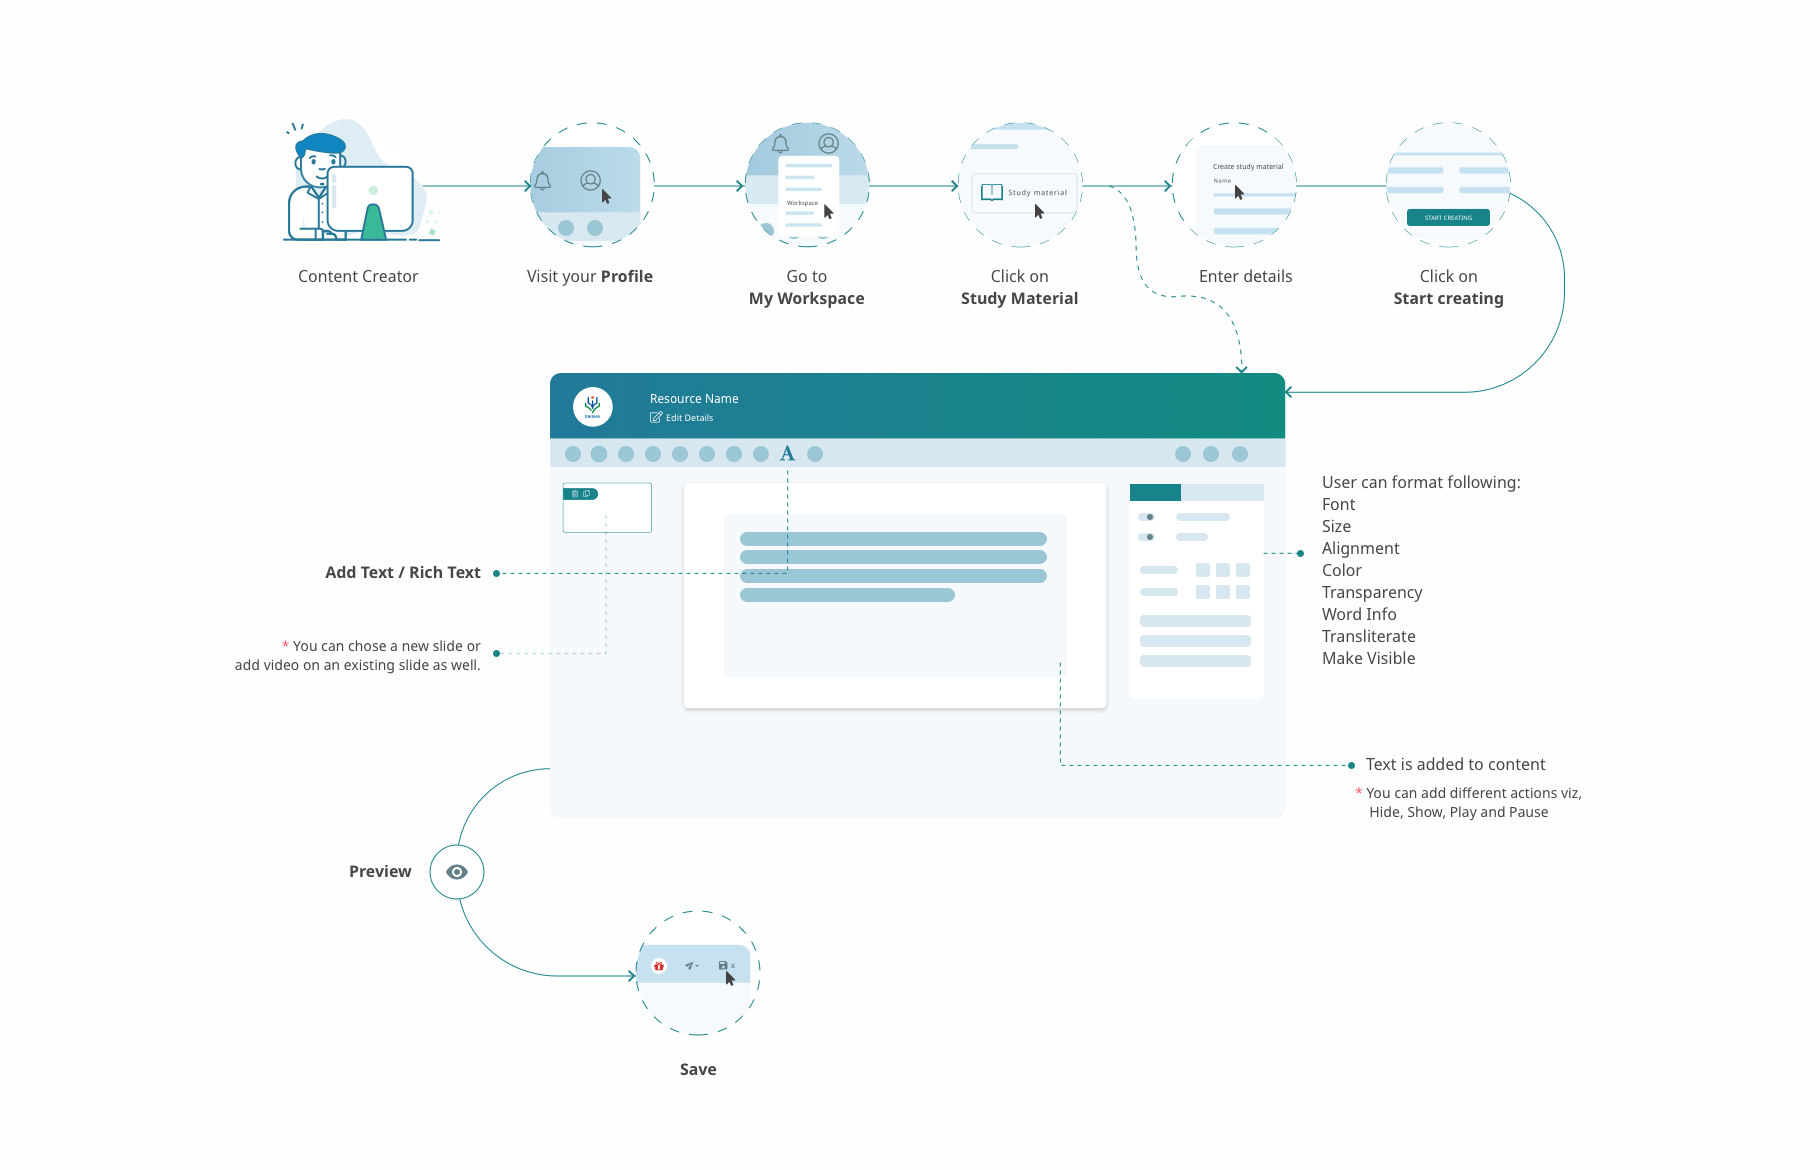 Workspace
Study material
Create study material
Name
START CREATING
Content Creator
Visit your Profile
Go to
My Workspace
Click on
Study Material
Enter details
Click on
Start creating
DIKSHA
Resource Name
Edit Details
A
User can format following:
Font
Size
Alignment
Color
Transparency
Word Info
Transliterate
Make Visible
Add Text / Rich Text
* You can chose a new slide or
add video on an existing slide as well.
Text is added to content
* You can add different actions viz,
Hide, Show, Play and Pause
Preview
x
Save